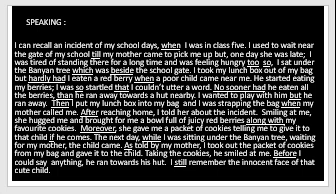 SPEAKING :
I can recall an incident of my school days, when I was in class five. I used to wait near
the gate of the school till my mother came to pick me up but, one day she was late; I
was tired of standing there for a long time and was feeling hungry too so, I sat under
the Banyan tree which was beside the school gate. I took my lunch box out of my bag
but hardly had I eaten a red berry when a poor child came near me. He started eating
my berries; I was so startled that I couldn't utter a word. No sooner had he eaten all
the berries, than he ran away towards a hut nearby. I wanted to play with him but he
ran away. Then I put my lunch box into my bag and I was strapping the bag when my
mother called me. After reaching home, I told her about the incident. Smiling at me,
she hugged me and brought for me a bowl full of juicy red berries along with my
favourite cookies. Moreover, she gave me a packet of cookies telling me to give it to
that child if he comes. The next day, while I was sitting under the Banyan tree, waiting
for my mother, the child came. As told by my mother, I took out the packet of cookies
from my bag and gave it to the child. Taking the cookies, he smiled at me. Before I
could say anything, he ran towards his hut. I still remember the innocent face of that
cute child.